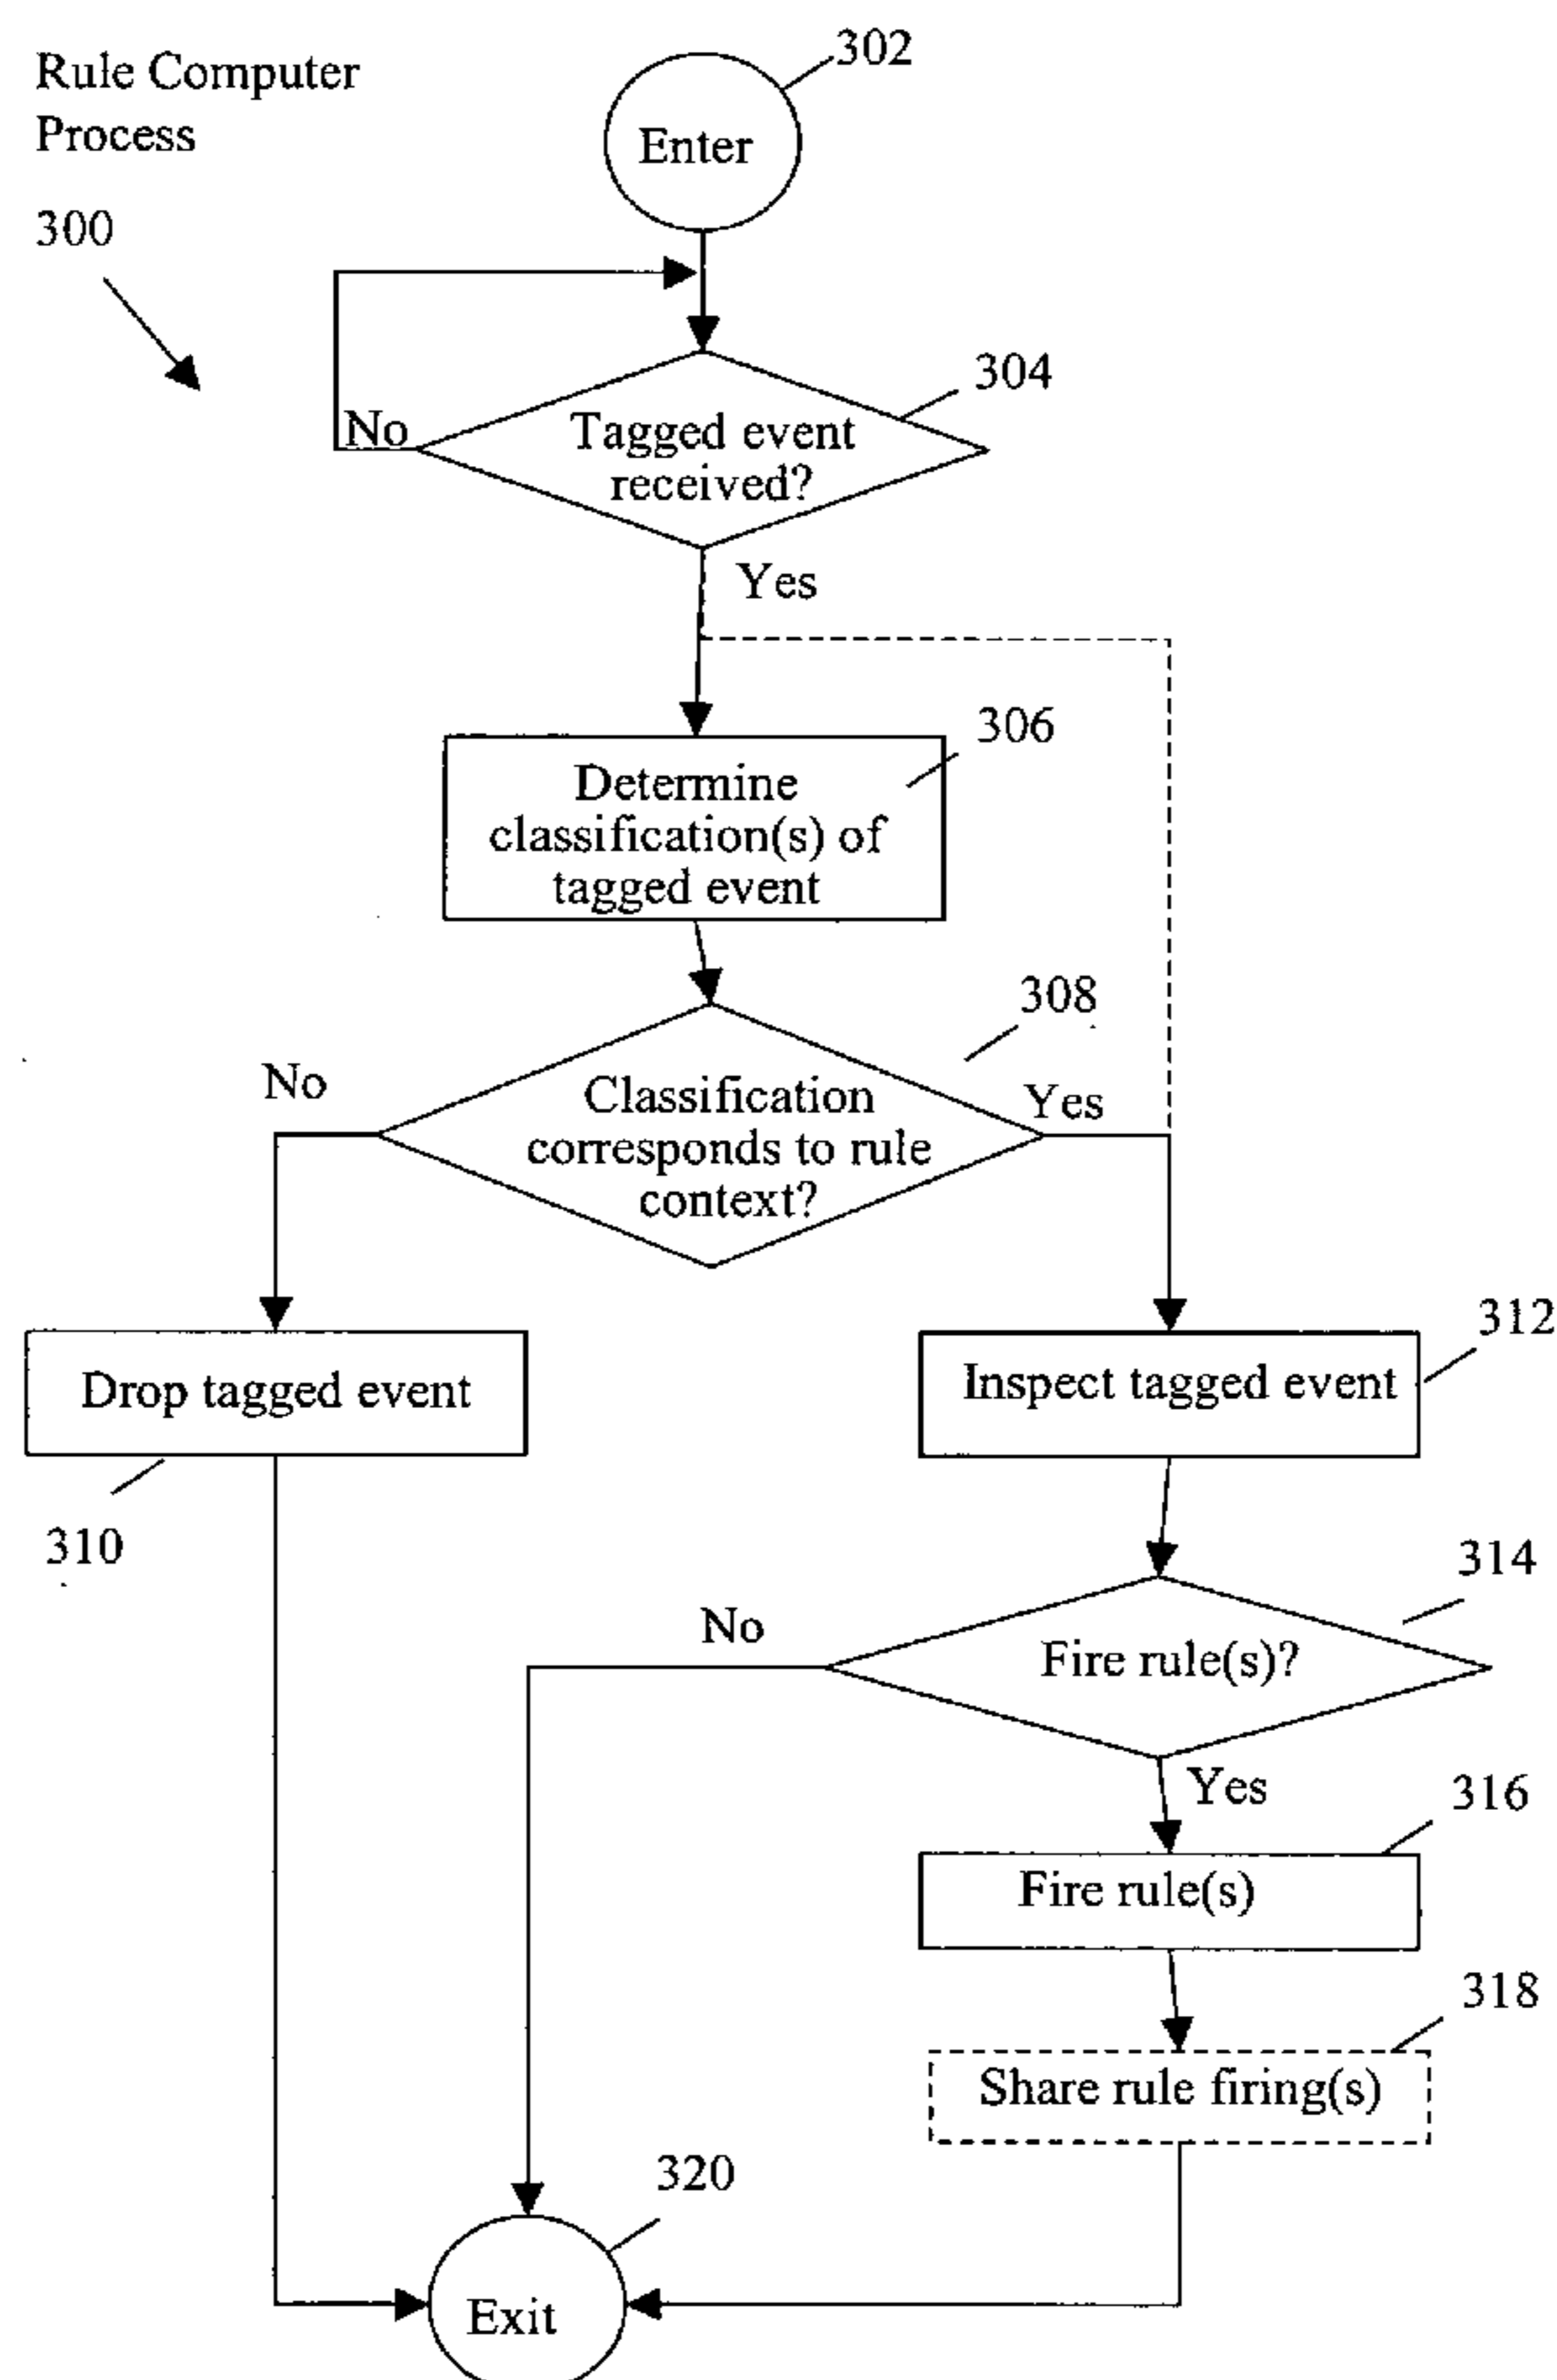 Rule Computer
Process
300
302
Enter
304
No
Tagged event
received?
Yes
306
Determine
classification(s) of
tagged event
308
No
Classification
corresponds to rule
context?
Yes
312
Drop tagged event
Inspect tagged event
310
314
No
Fire rule(s)?
Yes
316
Fire rule(s)
318
Share rule firing(s)
320
Exit